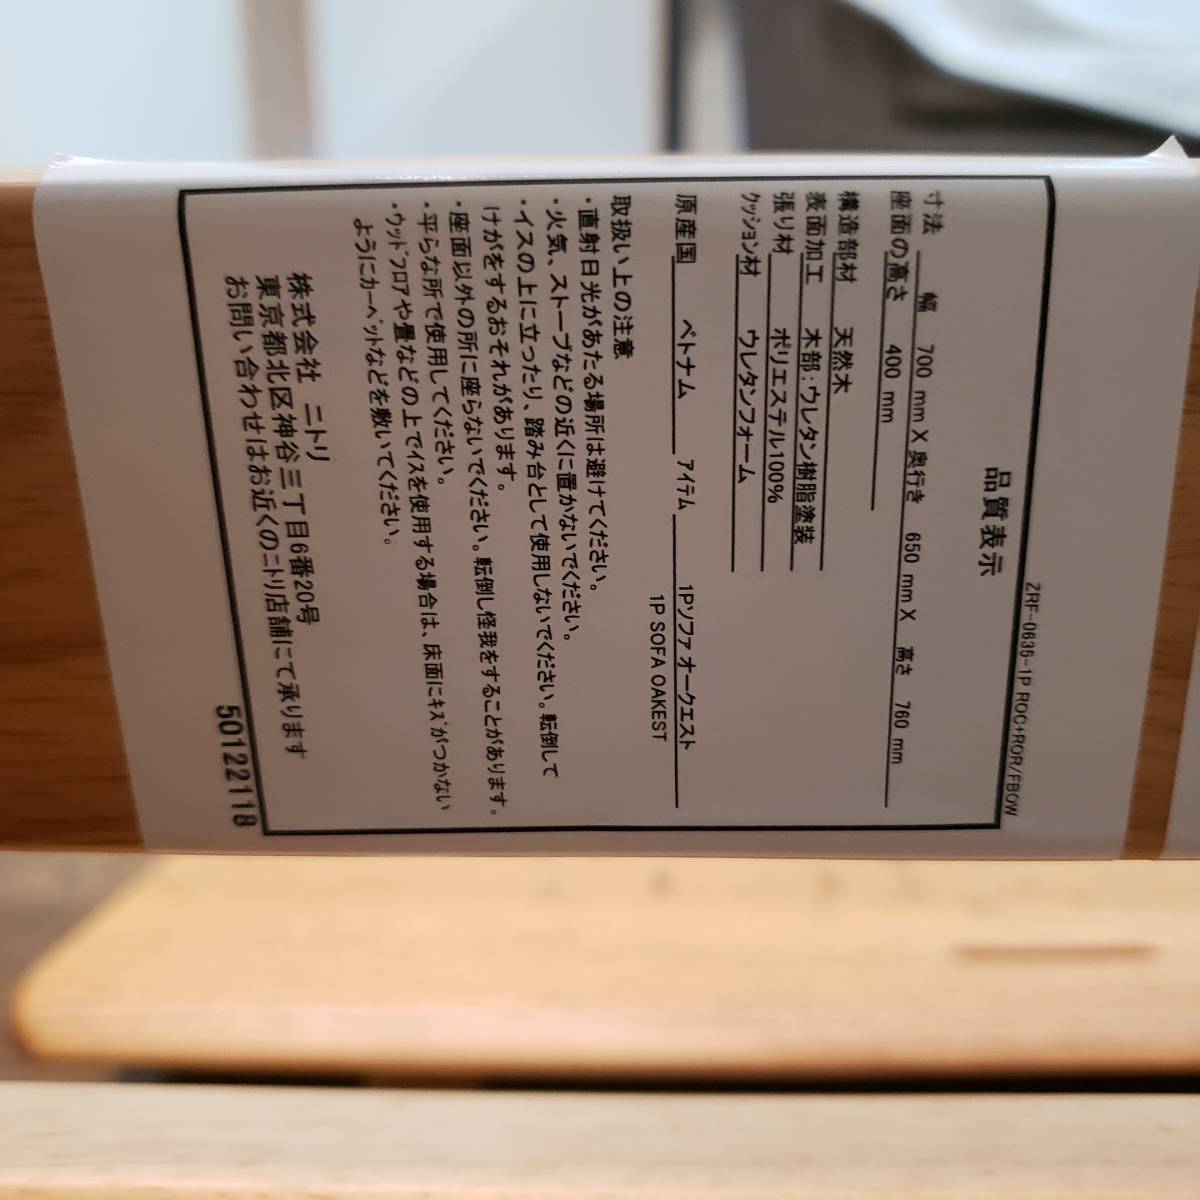 ZRF-0635-1P ROC+ROR/FBOW
品質表示
寸法 幅 700 mm X 奥行き 650 mm X 高さ 760 mm
座面の高さ 400 mm
構造部材 天然木
表面加工 木部:ウレタン樹脂塗装
張り材 ポリエステル100%
クッション材 ウレタンフォーム
原産国 ベトナム アイテム 1Pソファ オークエスト
1P SOFA OAKEST
取扱い上の注意
・直射日光があたる場所は避けてください。
・火気、ストーブなどの近くに置かないでください。
・イスの上に立ったり、踏み台として使用しないでください。転倒して
けがをするおそれがあります。
・座面以外の所に座らないでください。転倒し怪我をすることがあります。
・平らな所で使用してください。
・ウッドフロアや畳などの上でイスを使用する場合は、床面にキズがつかない
ようにカーペットなどを敷いてください。
株式会社 ニトリ
東京都北区神谷三丁目6番20号
お問い合わせはお近くのニトリ店舗にて承ります
50122118